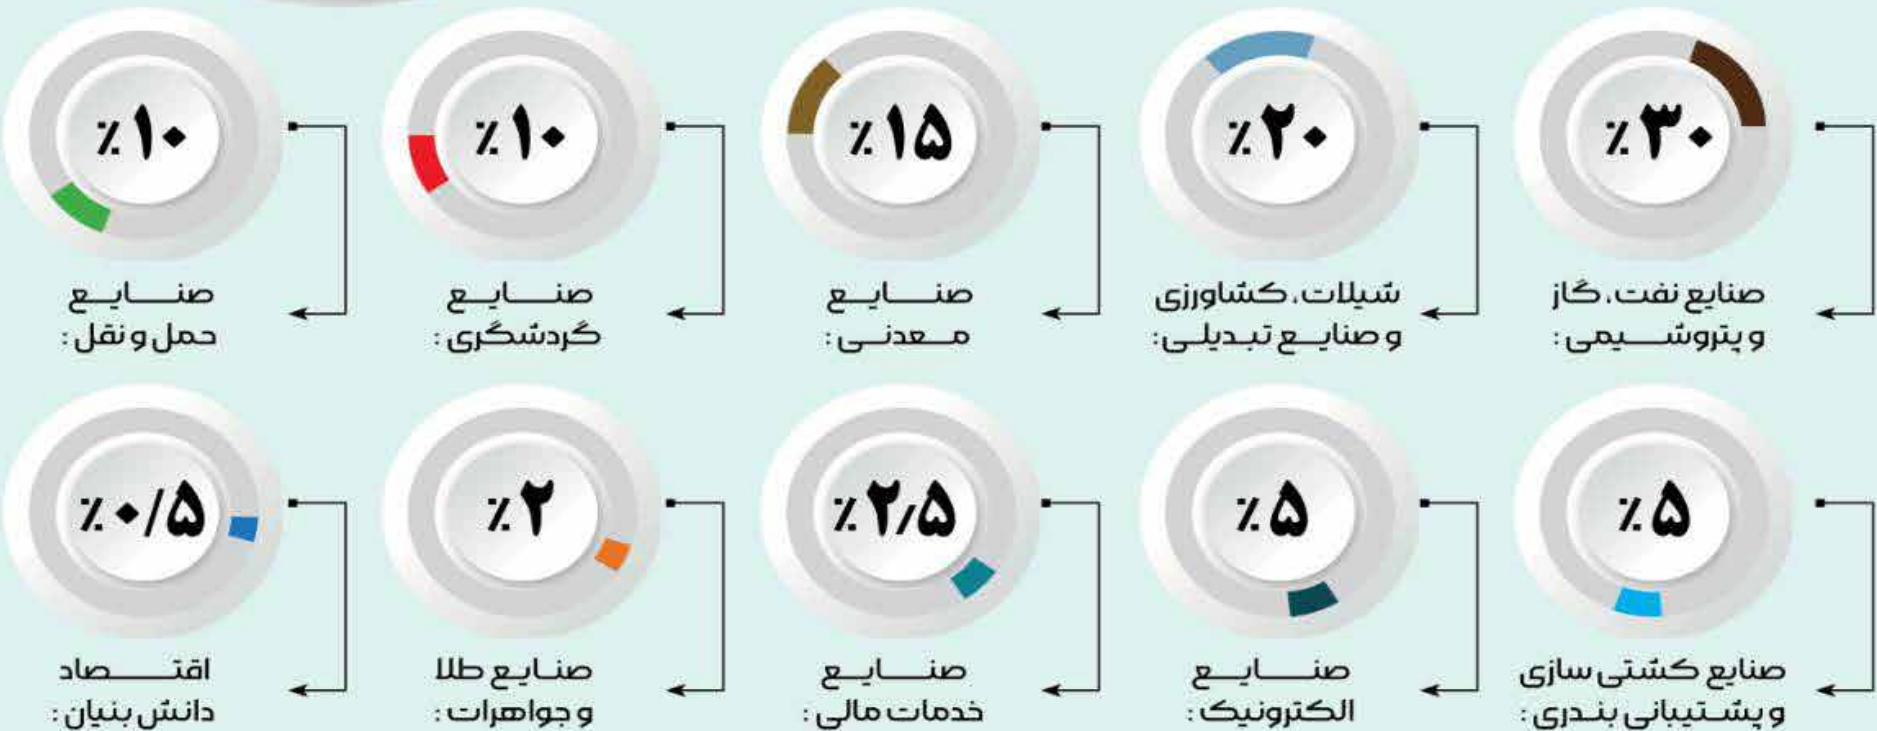 ٪۳۰
صنایع نفت، گاز
و پتروشیمی:
٪۲۰
شیلات، کشاورزی
و صنایع تبدیلی:
٪۱۵
صنایع
معدنی:
٪۱۰
صنایع
گردشگری:
٪۱۰
صنایع
حمل و نقل:
٪۵
صنایع کشتی سازی
و پشتیبانی بندری:
٪۵
صنایع
الکترونیک:
٪۲٫۵
صنایع
خدمات مالی:
٪۲
صنایع طلا
و جواهرات:
٪۰/۵
اقتصاد
دانش بنیان: